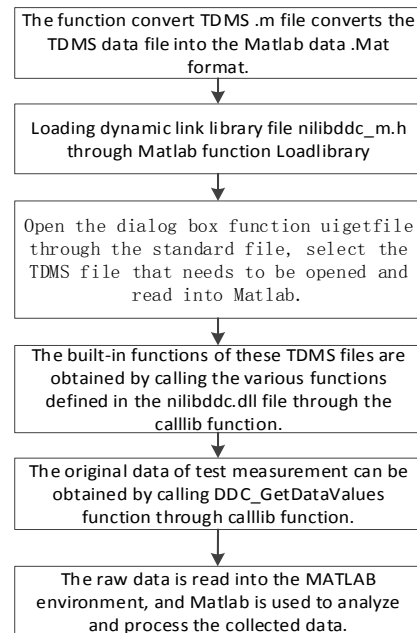 The function convert TDMS .m file converts the
TDMS data file into the Matlab data .Mat
format.
Loading dynamic link library file nilibddc_m.h
through Matlab function Loadlibrary
Open the dialog box function uigetfile
through the standard file, select the
TDMS file that needs to be opened and
read into Matlab.
The built-in functions of these TDMS files are
obtained by calling the various functions
defined in the nilibddc.dll file through the
calllib function.
The original data of test measurement can be
obtained by calling DDC_GetDataValues
function through calllib function.
The raw data is read into the MATLAB
environment, and Matlab is used to analyze
and process the collected data.